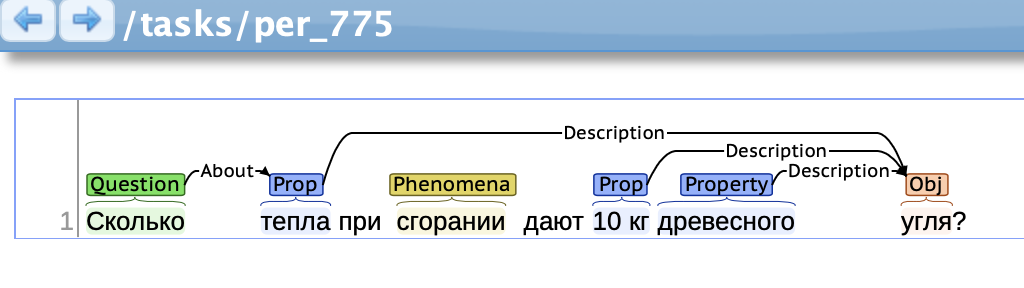 /tasks/per_775
Description
Description
About Description
Question Prop Phenomena Prop Property Obj
1 Сколько тепла при сгорании дают 10 кг древесного угля?